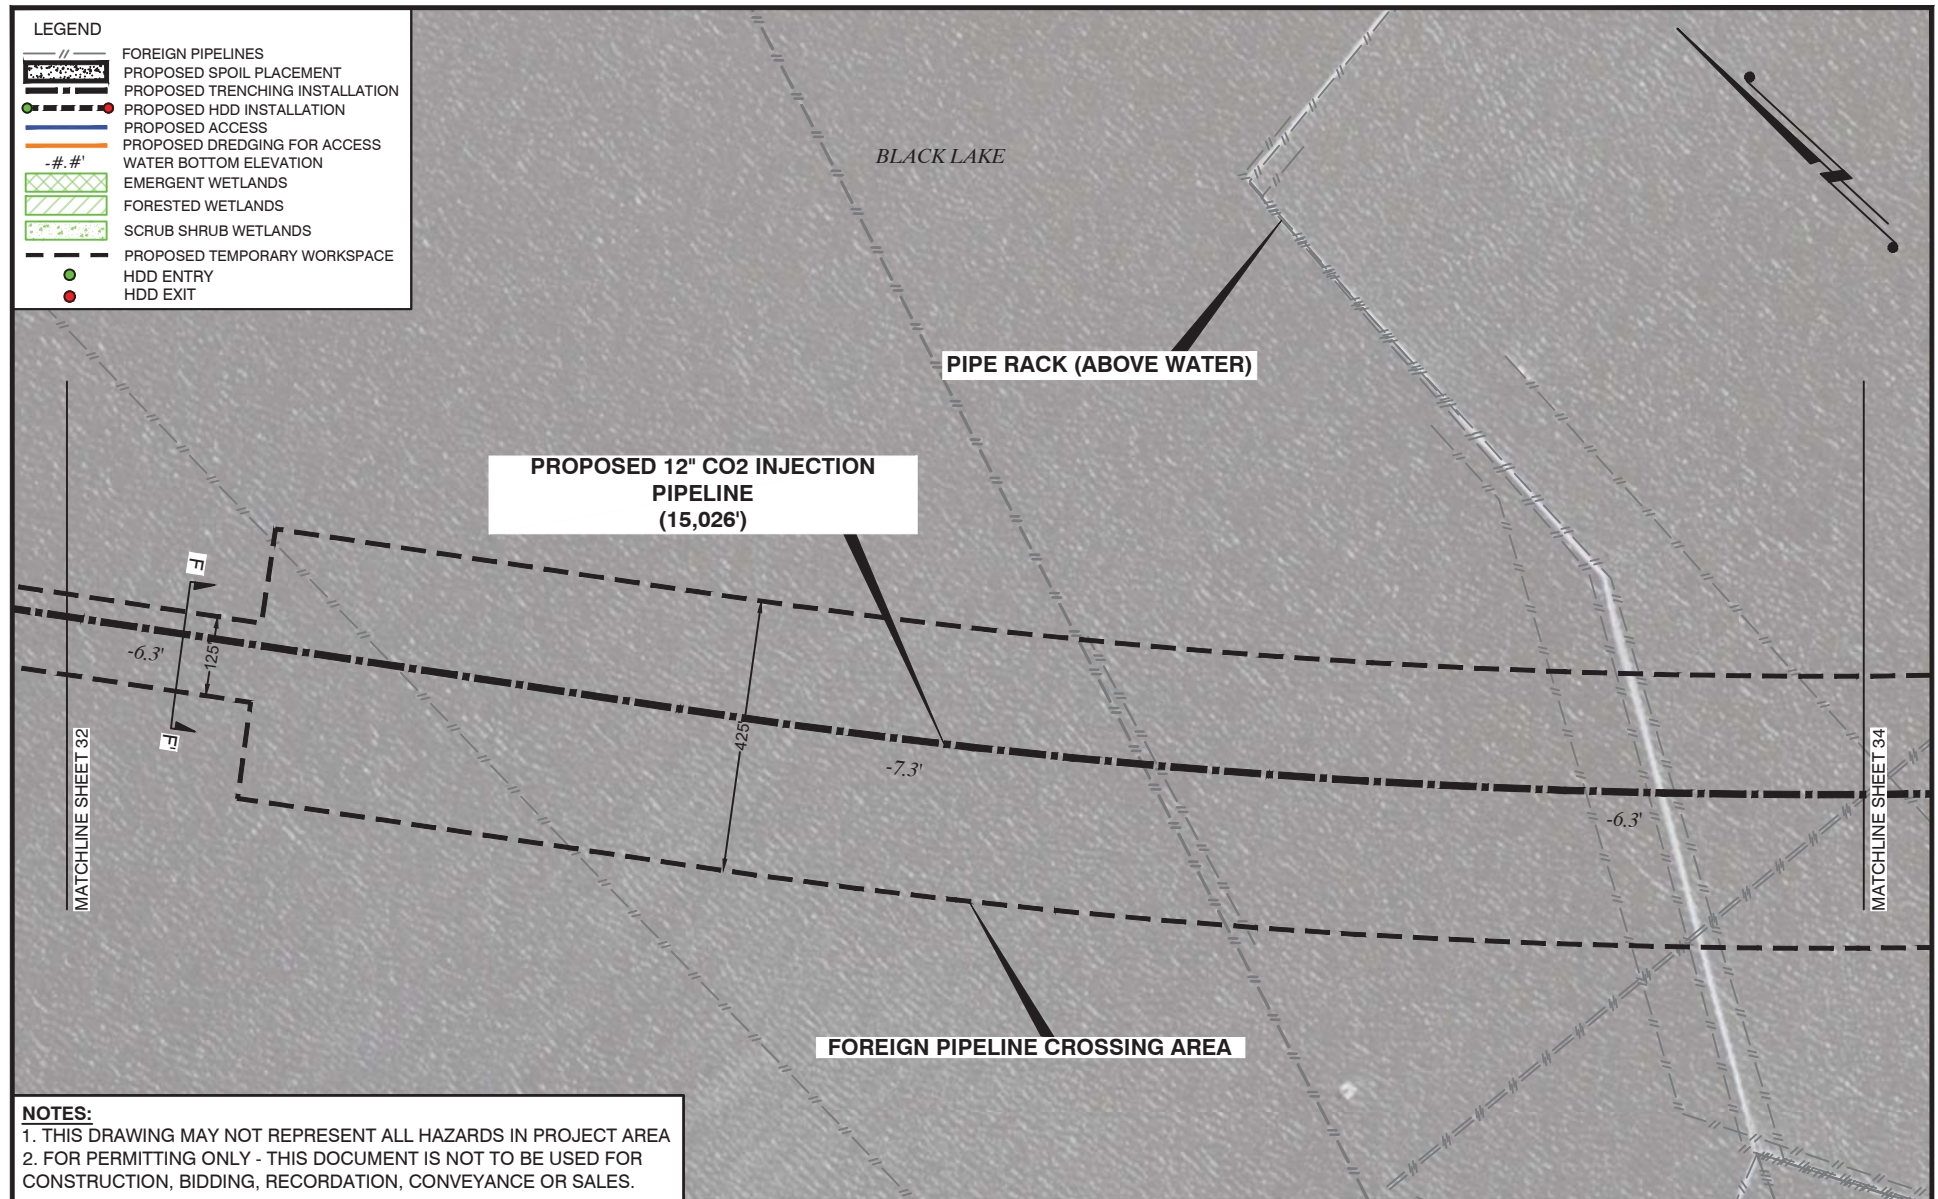 LEGEND
FOREIGN PIPELINES
PROPOSED SPOIL PLACEMENT
PROPOSED TRENCHING INSTALLATION
PROPOSED HDD INSTALLATION
PROPOSED ACCESS
PROPOSED DREDGING FOR ACCESS
-#.#' WATER BOTTOM ELEVATION
EMERGENT WETLANDS
FORESTED WETLANDS
SCRUB SHRUB WETLANDS
PROPOSED TEMPORARY WORKSPACE
HDD ENTRY
HDD EXIT
BLACK LAKE
PIPE RACK (ABOVE WATER)
PROPOSED 12" CO2 INJECTION
PIPELINE
(15,026')
F
-6.3'
125'
F'
425'
-7.3'
-6.3'
MATCHLINE SHEET 32
MATCHLINE SHEET 34
FOREIGN PIPELINE CROSSING AREA
NOTES:
1. THIS DRAWING MAY NOT REPRESENT ALL HAZARDS IN PROJECT AREA
2. FOR PERMITTING ONLY - THIS DOCUMENT IS NOT TO BE USED FOR
CONSTRUCTION, BIDDING, RECORDATION, CONVEYANCE OR SALES.